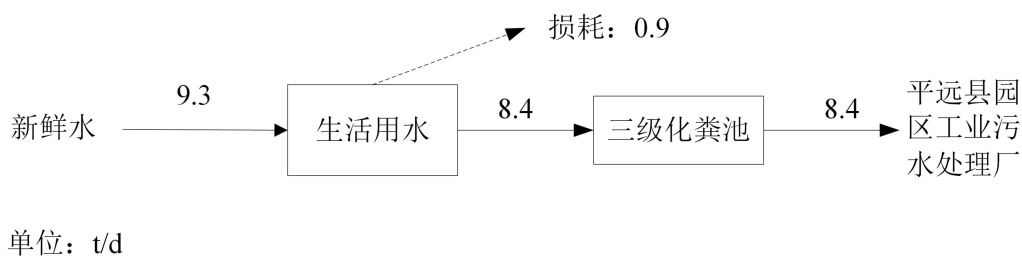 损耗：0.9
9.3
8.4
8.4
新鲜水
生活用水
三级化粪池
平远县园
区工业污
水处理厂
单位：t/d